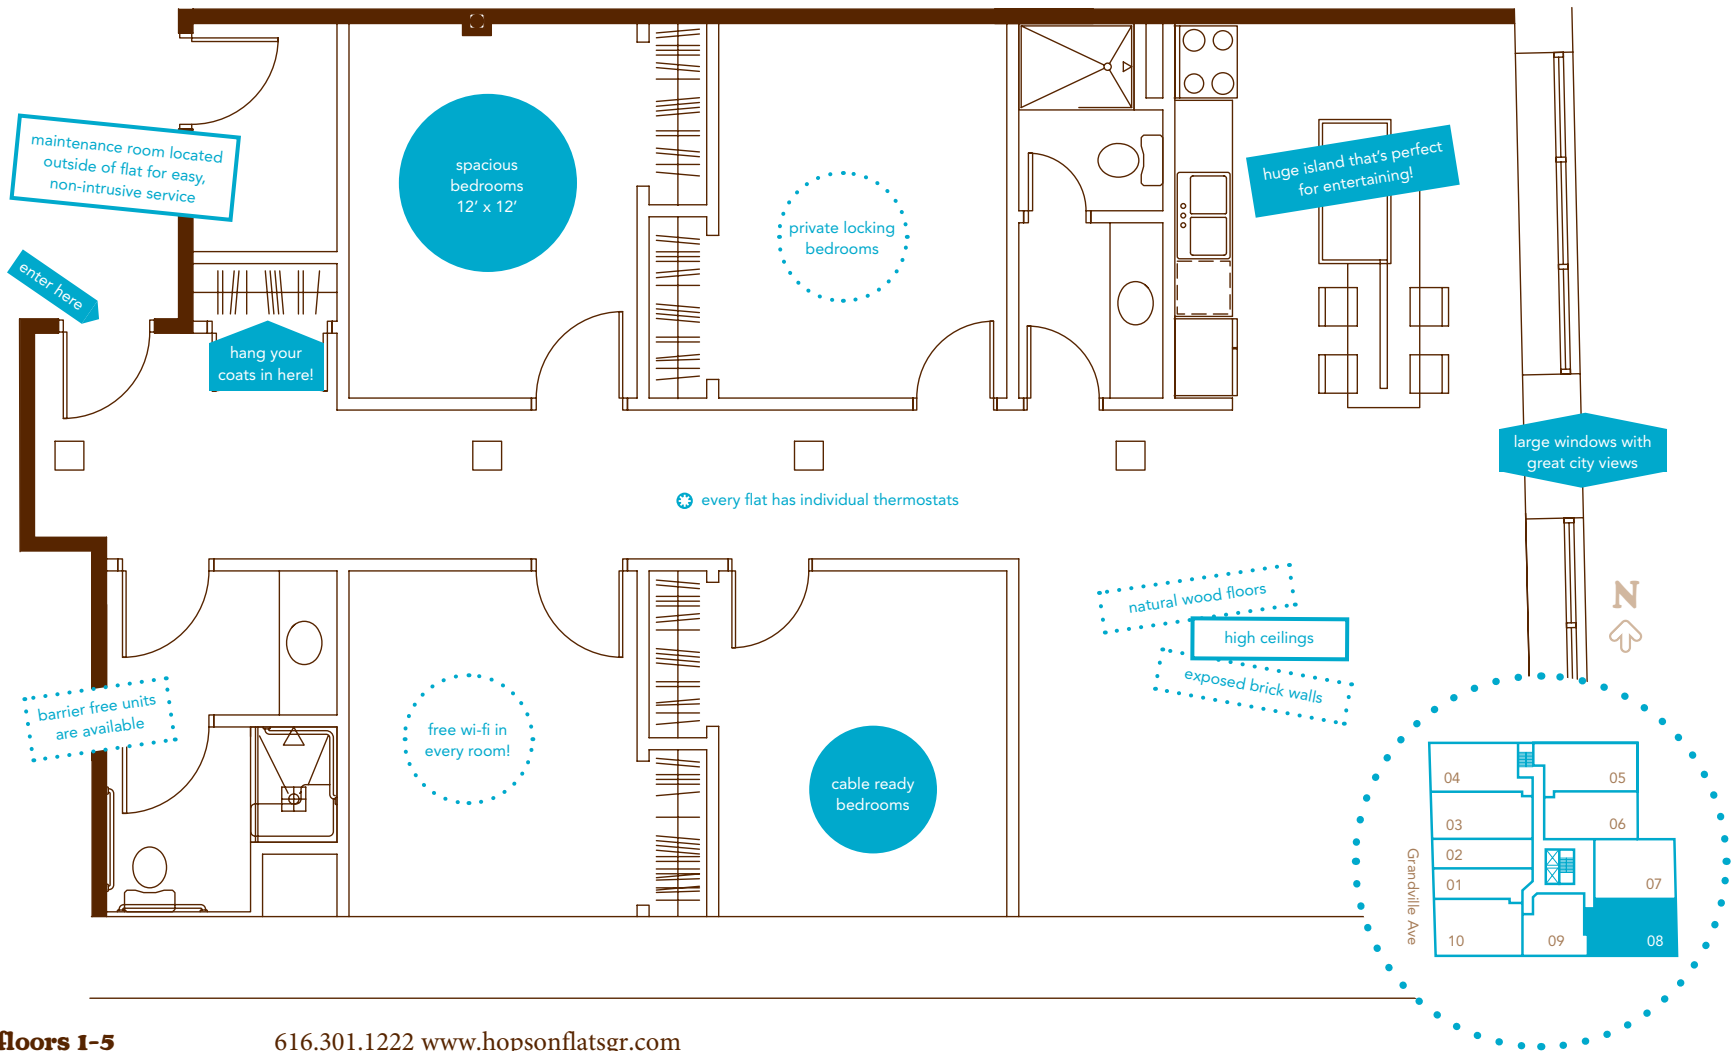 maintenance room located
outside of flat for easy,
non-intrusive service
enter here
hang your
coats in here!
spacious
bedrooms
12’ x 12’
private locking
bedrooms
huge island that’s perfect
for entertaining!
large windows with
great city views
every flat has individual thermostats
natural wood floors
high ceilings
exposed brick walls
N
barrier free units
are available
free wi-fi in
every room!
cable ready
bedrooms
04
05
03
06
02
01
07
10
09
08
Grandville Ave
floors 1-5
616.301.1222 www.hopsonflatsgr.com